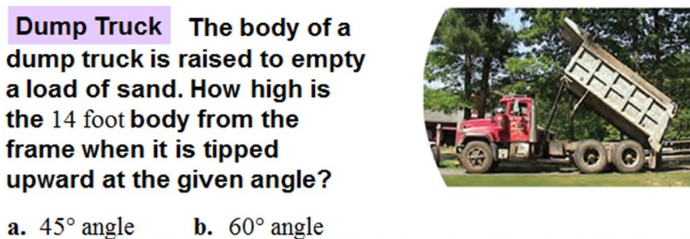 Dump Truck The body of a
dump truck is raised to empty
a load of sand. How high is
the 14 foot body from the
frame when it is tipped
upward at the given angle?
a. 45° angle b. 60° angle